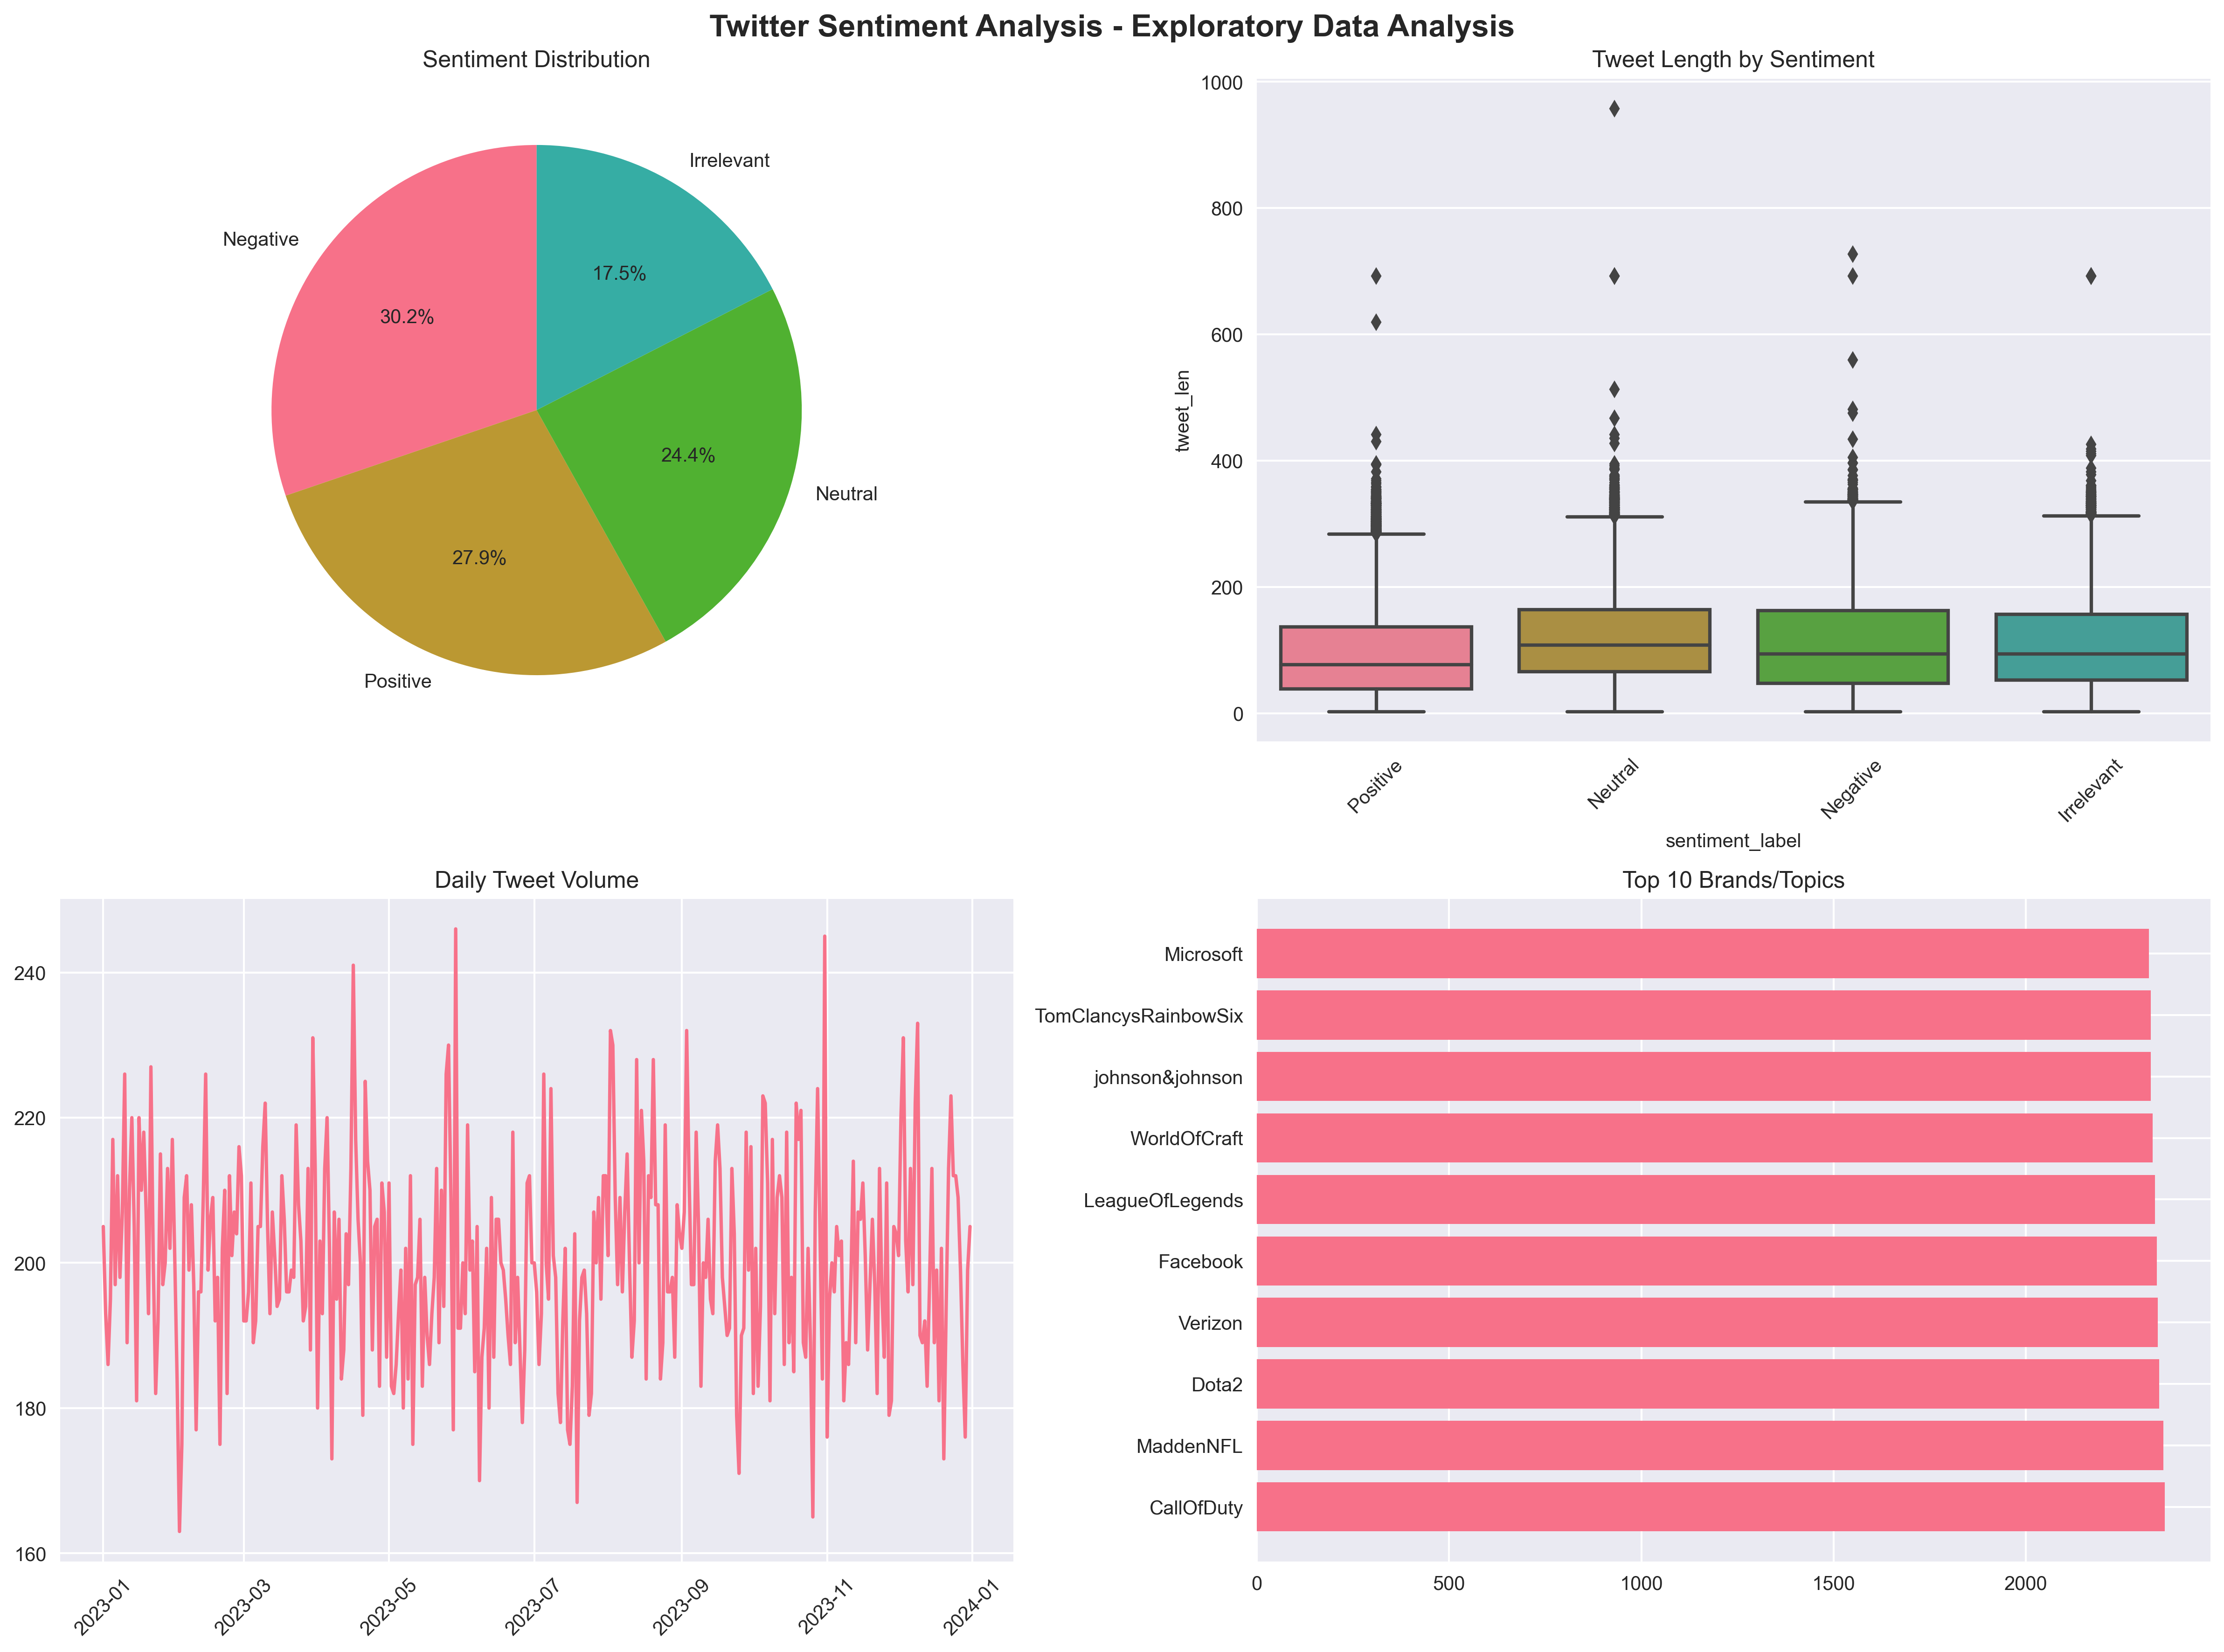 Twitter Sentiment Analysis - Exploratory Data Analysis
Sentiment Distribution
Irrelevant
Negative
17.5%
30.2%
24.4%
Neutral
27.9%
Positive
Tweet Length by Sentiment
1000
800
600
400
200
0
tweet_len
Positive
Neutral
Negative
Irrelevant
sentiment_label
Daily Tweet Volume
240
220
200
180
160
2023-01
2023-03
2023-05
2023-07
2023-09
2023-11
2024-01
Top 10 Brands/Topics
Microsoft
TomClancysRainbowSix
johnson&johnson
WorldOfCraft
LeagueOfLegends
Facebook
Verizon
Dota2
MaddenNFL
CallOfDuty
0
500
1000
1500
2000